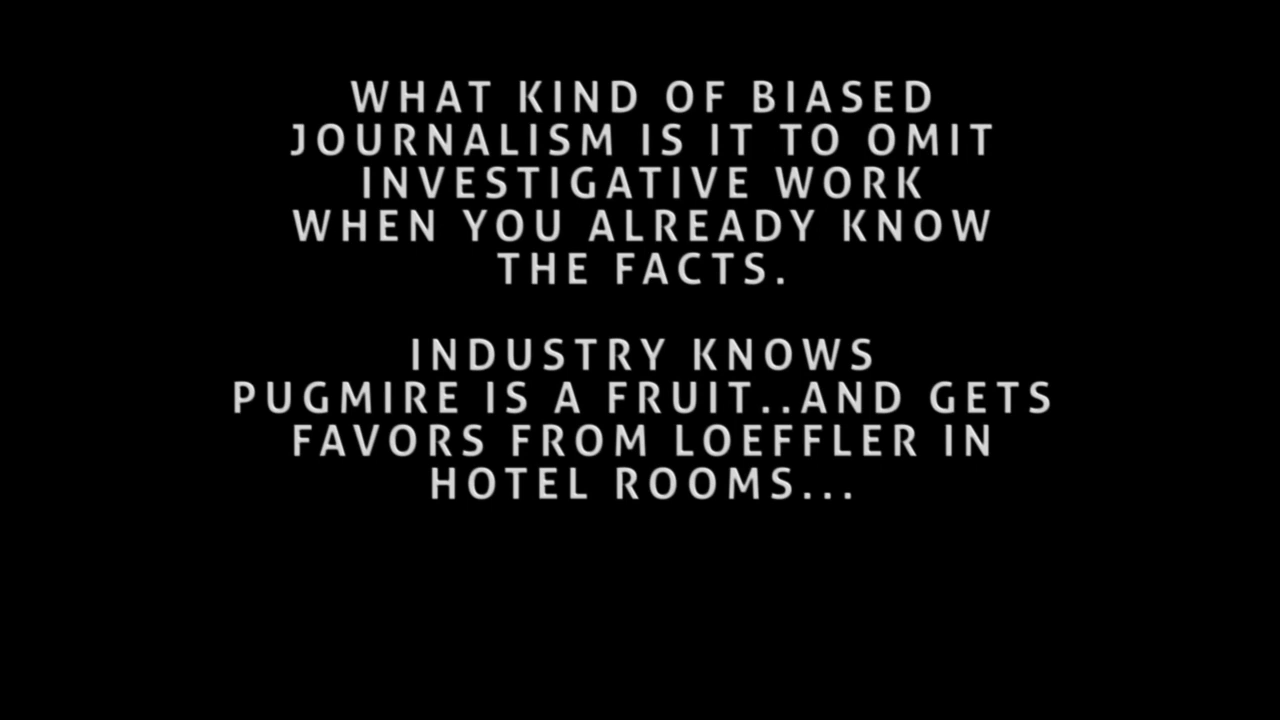 WHAT KIND OF BIASED
JOURNALISM IS IT TO OMIT
INVESTIGATIVE WORK
WHEN YOU ALREADY KNOW
THE FACTS.
INDUSTRY KNOWS
PUGMIRE IS A FRUIT..AND GETS
FAVORS FROM LOEFFLER IN
HOTEL ROOMS...